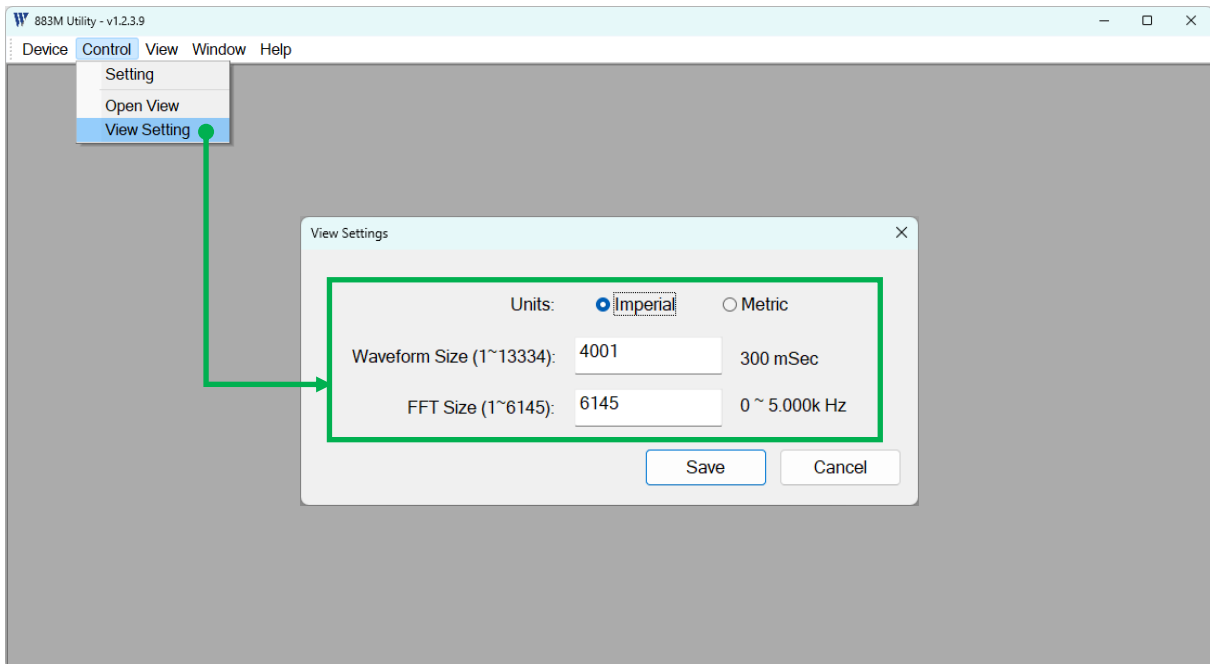 W 883M Utility - v1.2.3.9
Device Control View Window Help
Setting
Open View
View Setting
View Settings
Units: Imperial Metric
Waveform Size (1~13334): 4001 300 mSec
FFT Size (1~6145): 6145 0 ~ 5.000k Hz
Save Cancel